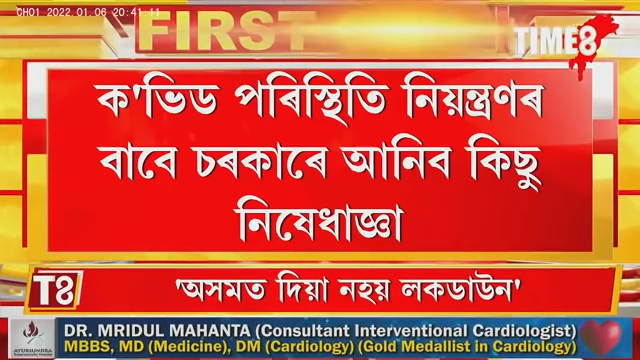 CH01 2022.01.06 20:41:11
FIRST
TIME8
ক'ভিড পৰিস্থিতি নিয়ন্ত্ৰণৰ
বাবে চৰকাৰে আনিব কিছু
নিষেধাজ্ঞা
T8
'অসমত দিয়া নহয় লকডাউন'
AYURSUNDRA
DR. MRIDUL MAHANTA (Consultant Interventional Cardiologist)
MBBS, MD (Medicine), DM (Cardiology) (Gold Medallist in Cardiology)